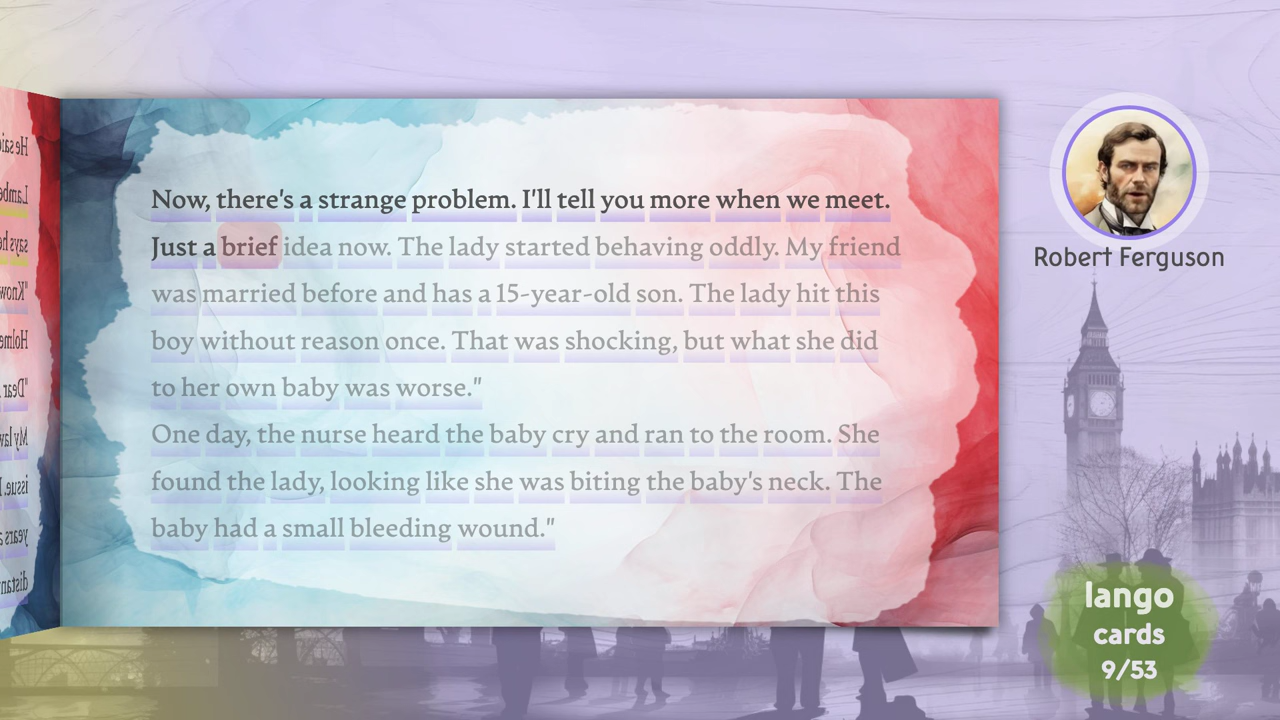 Now, there's a strange problem. I'll tell you more when we meet.
Just a brief idea now. The lady started behaving oddly. My friend
was married before and has a 15-year-old son. The lady hit this
boy without reason once. That was shocking, but what she did
to her own baby was worse."
One day, the nurse heard the baby cry and ran to the room. She
found the lady, looking like she was biting the baby's neck. The
baby had a small bleeding wound."
Robert Ferguson
lango
cards
9/53